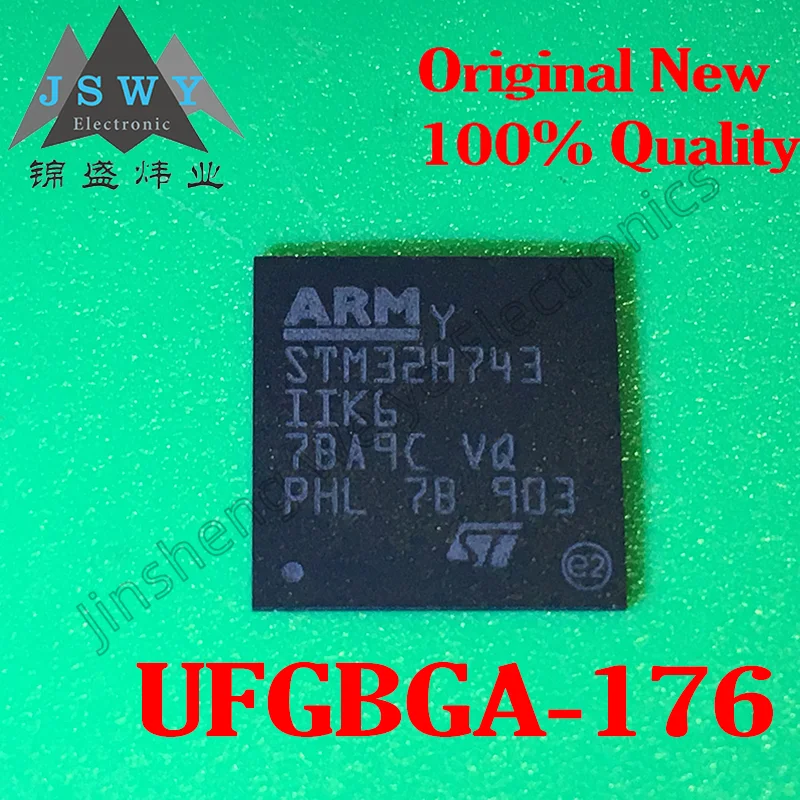 JSWY
Electronic
锦盛炜业
Original New
100% Quality
ARM Y
STM32H743
IIK6
7BA9C VQ
PHL 7B 903
ST
e2
UFGBGA-176